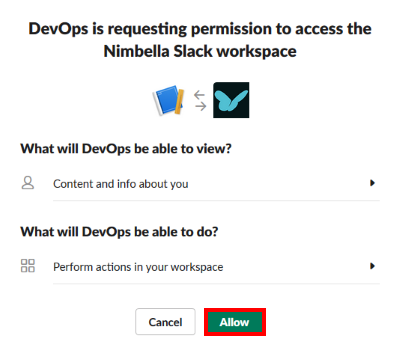 DevOps is requesting permission to access the
Nimbella Slack workspace
What will DevOps be able to view?
Content and info about you
What will DevOps be able to do?
Perform actions in your workspace
Cancel
Allow